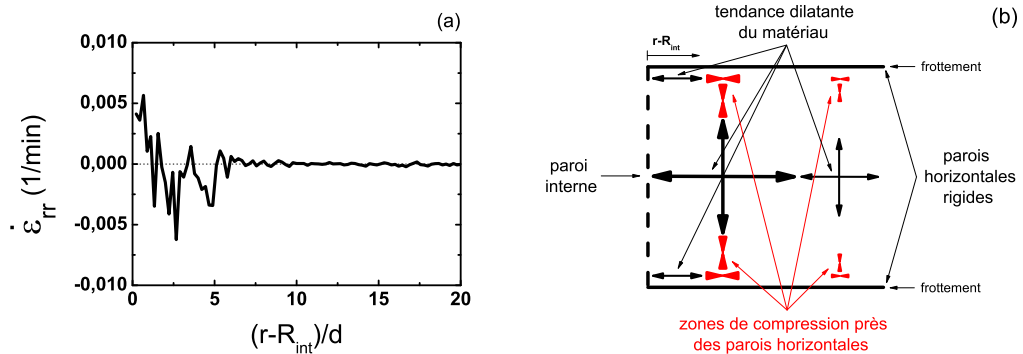 (a)
0,010
0,005
0,000
-0,005
-0,010
ε̇rr (1/min)
0 5 10 15 20
(r-Rint)/d
(b)
tendance dilatante
du matériau
r-Rint
frottement
paroi
interne
parois
horizontales
rigides
frottement
zones de compression près
des parois horizontales